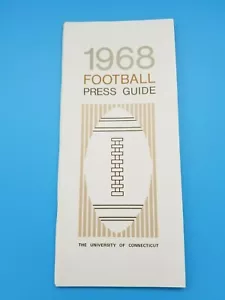 1968
FOOTBALL
PRESS GUIDE
THE UNIVERSITY OF CONNECTICUT